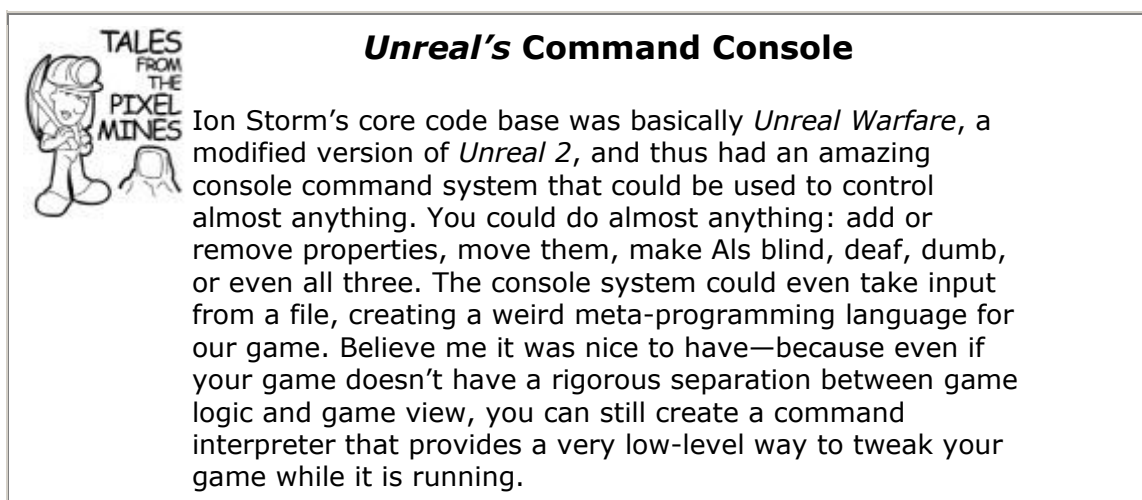 TALES
FROM
THE
PIXEL
MINES
Unreal's Command Console
Ion Storm’s core code base was basically Unreal Warfare, a
modified version of Unreal 2, and thus had an amazing
console command system that could be used to control
almost anything. You could do almost anything: add or
remove properties, move them, make AIs blind, deaf, dumb,
or even all three. The console system could even take input
from a file, creating a weird meta-programming language for
our game. Believe me it was nice to have—because even if
your game doesn’t have a rigorous separation between game
logic and game view, you can still create a command
interpreter that provides a very low-level way to tweak your
game while it is running.